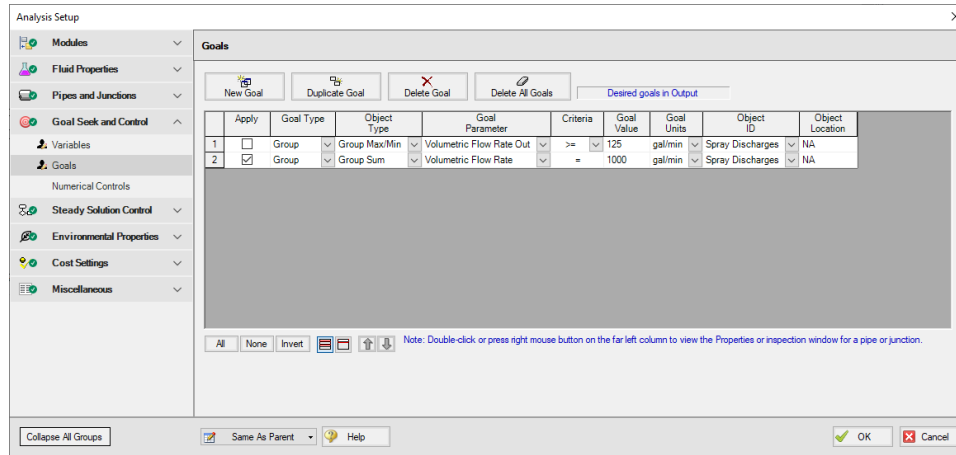 Analysis Setup
Modules
Fluid Properties
Pipes and Junctions
Goal Seek and Control
Variables
Goals
Numerical Controls
Steady Solution Control
Environmental Properties
Cost Settings
Miscellaneous
Collapse All Groups
Goals
New Goal Duplicate Goal Delete Goal Delete All Goals Desired goals in Output
Apply Goal Type Object Type Goal Parameter Criteria Goal Value Goal Units Object ID Object Location
1 Group Group Max/Min Volumetric Flow Rate Out >= 125 gal/min Spray Discharges NA
2 Group Group Sum Volumetric Flow Rate = 1000 gal/min Spray Discharges NA
All None Invert Note: Double-click or press right mouse button on the far left column to view the Properties or inspection window for a pipe or junction.
Same As Parent Help OK Cancel